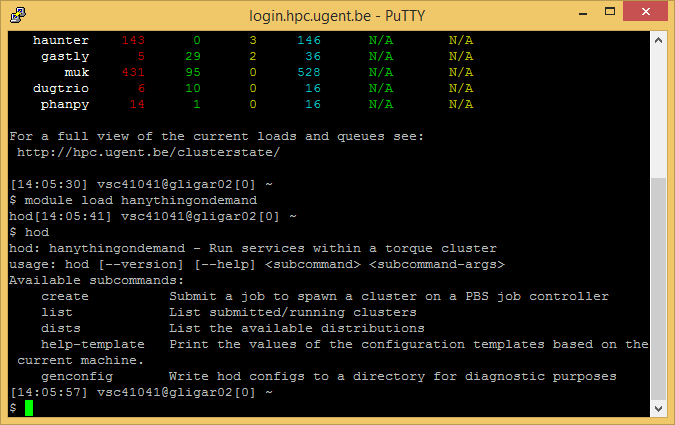 login.hpc.ugent.be - PuTTY
haunter 143 0 3 146 N/A N/A
gastly 5 29 2 36 N/A N/A
muk 431 95 0 528 N/A N/A
dugtrio 6 10 0 16 N/A N/A
phanpy 14 1 0 16 N/A N/A
For a full view of the current loads and queues see:
http://hpc.ugent.be/clusterstate/
[14:05:30] vsc41041@gligar02[0] ~
$ module load hanythingondemand
hod[14:05:41] vsc41041@gligar02[0] ~
$ hod
hod: hanythingondemand - Run services within a torque cluster
usage: hod [--version] [--help] <subcommand> <subcommand-args>
Available subcommands:
create Submit a job to spawn a cluster on a PBS job controller
list List submitted/running clusters
dists List the available distributions
help-template Print the values of the configuration templates based on the
current machine.
genconfig Write hod configs to a directory for diagnostic purposes
[14:05:57] vsc41041@gligar02[0] ~
$